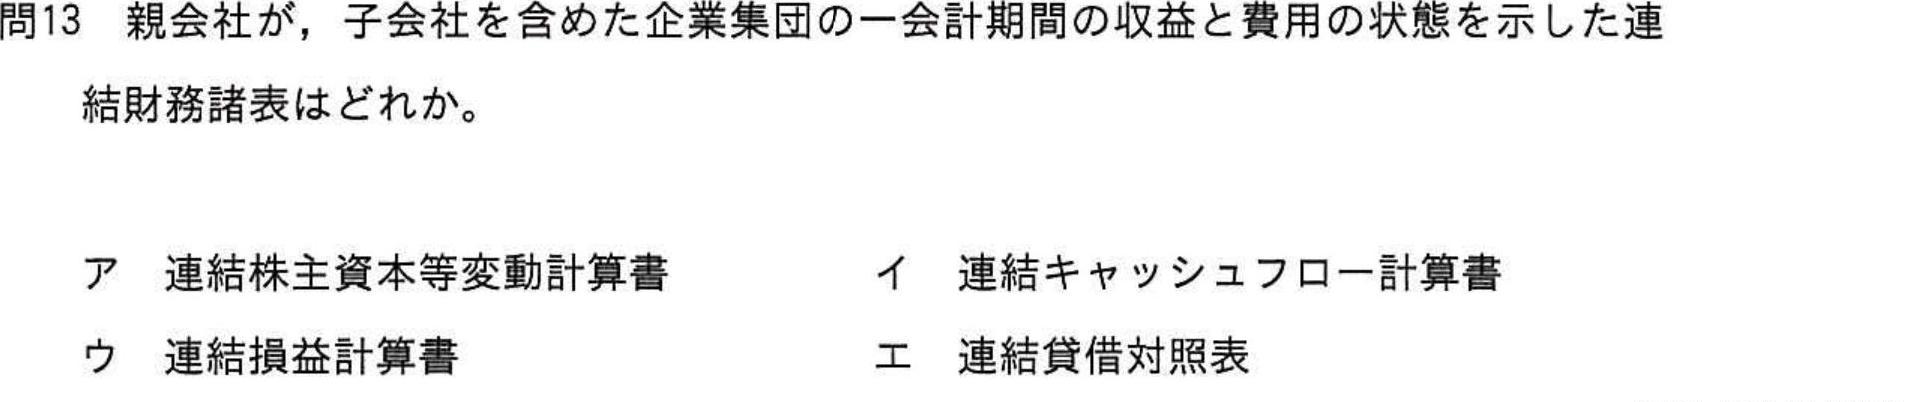 問13 親会社が，子会社を含めた企業集団の一会計期間の収益と費用の状態を示した連
結財務諸表はどれか。
ア 連結株主資本等変動計算書 イ 連結キャッシュフロー計算書
ウ 連結損益計算書 エ 連結貸借対照表